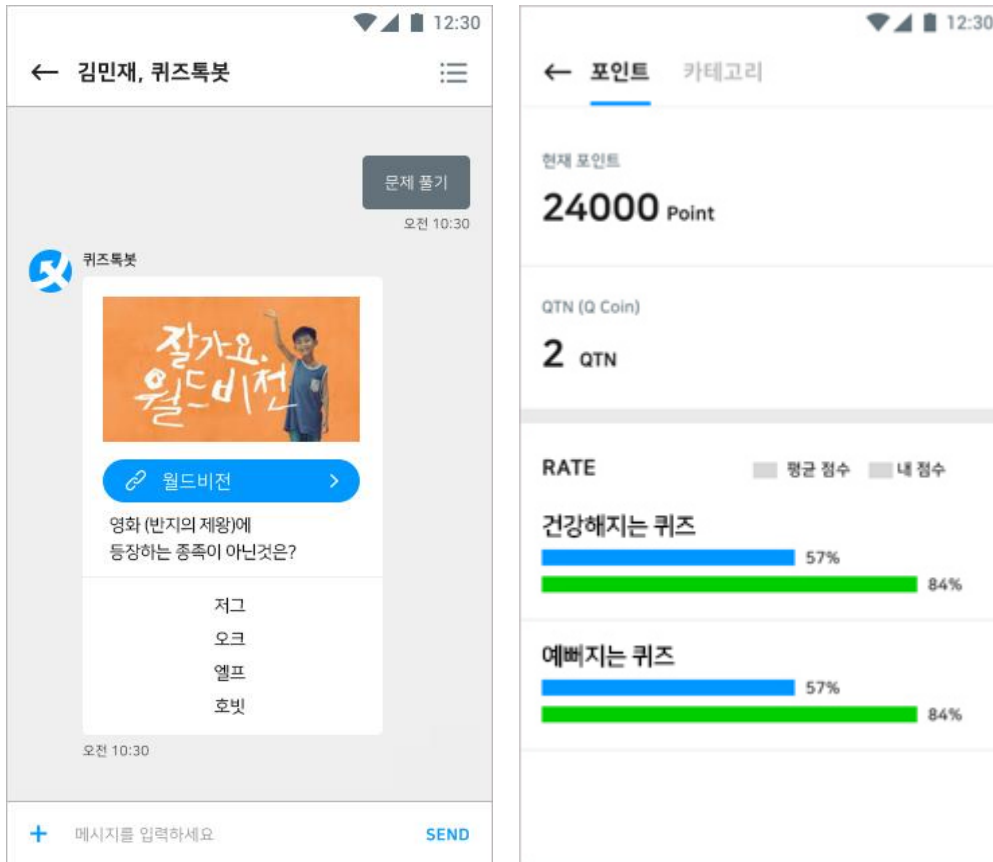 12:30
김민재, 퀴즈톡봇
문제 풀기
오전 10:30
퀴즈톡봇
잘가요.
월드비전
월드비전
영화 (반지의 제왕)에
등장하는 종족이 아닌것은?
저그
오크
엘프
호빗
오전 10:30
메시지를 입력하세요 SEND
12:30
포인트 카테고리
현재 포인트
24000 Point
QTN (Q Coin)
2 QTN
RATE 평균 점수 내 점수
건강해지는 퀴즈
57%
84%
예뻐지는 퀴즈
57%
84%